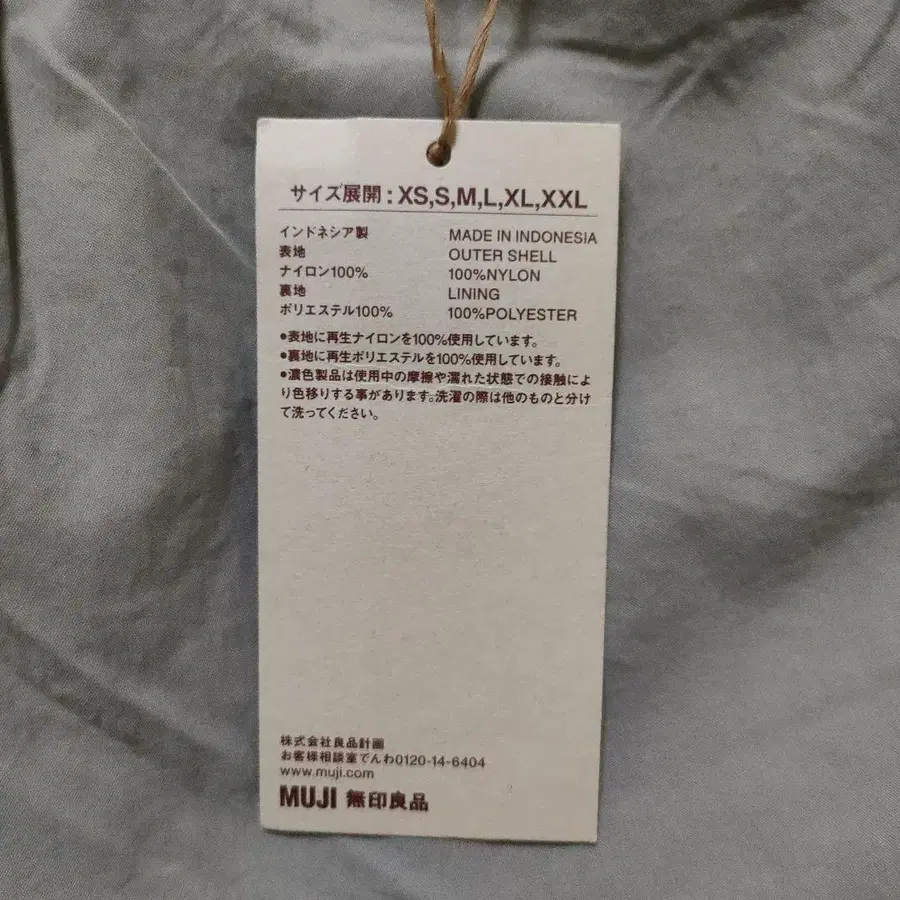 サイズ展開：XS,S,M,L,XL,XXL
インドネシア製 MADE IN INDONESIA
表地 OUTER SHELL
ナイロン100% 100%NYLON
裏地 LINING
ポリエステル100% 100%POLYESTER
●表地に再生ナイロンを100%使用しています。
●裏地に再生ポリエステルを100%使用しています。
●濃色製品は使用中の摩擦や濡れた状態での接触によ
り色移りする事があります。洗濯の際は他のものと分け
て洗ってください。
株式会社良品計画
お客様相談室でんわ0120-14-6404
www.muji.com
MUJI 無印良品